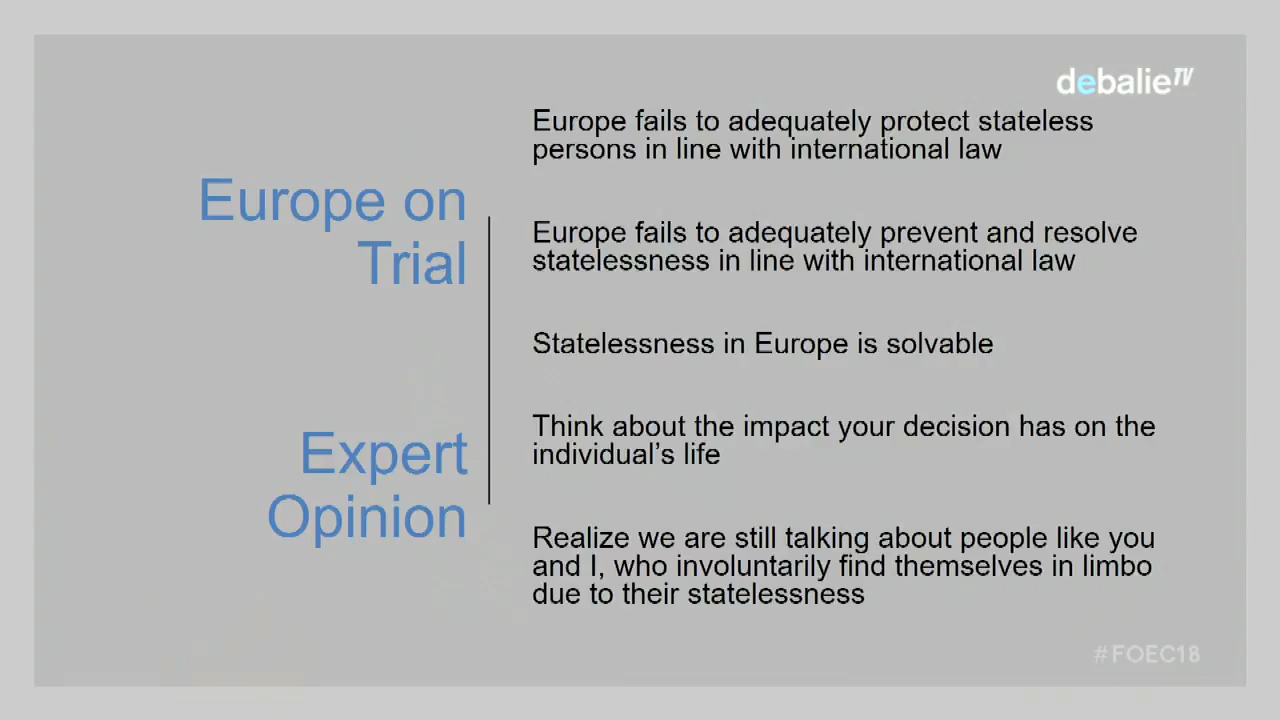 debalieTV
Europe on
Trial
Expert
Opinion
Europe fails to adequately protect stateless
persons in line with international law
Europe fails to adequately prevent and resolve
statelessness in line with international law
Statelessness in Europe is solvable
Think about the impact your decision has on the
individual’s life
Realize we are still talking about people like you
and I, who involuntarily find themselves in limbo
due to their statelessness
#FOEC18